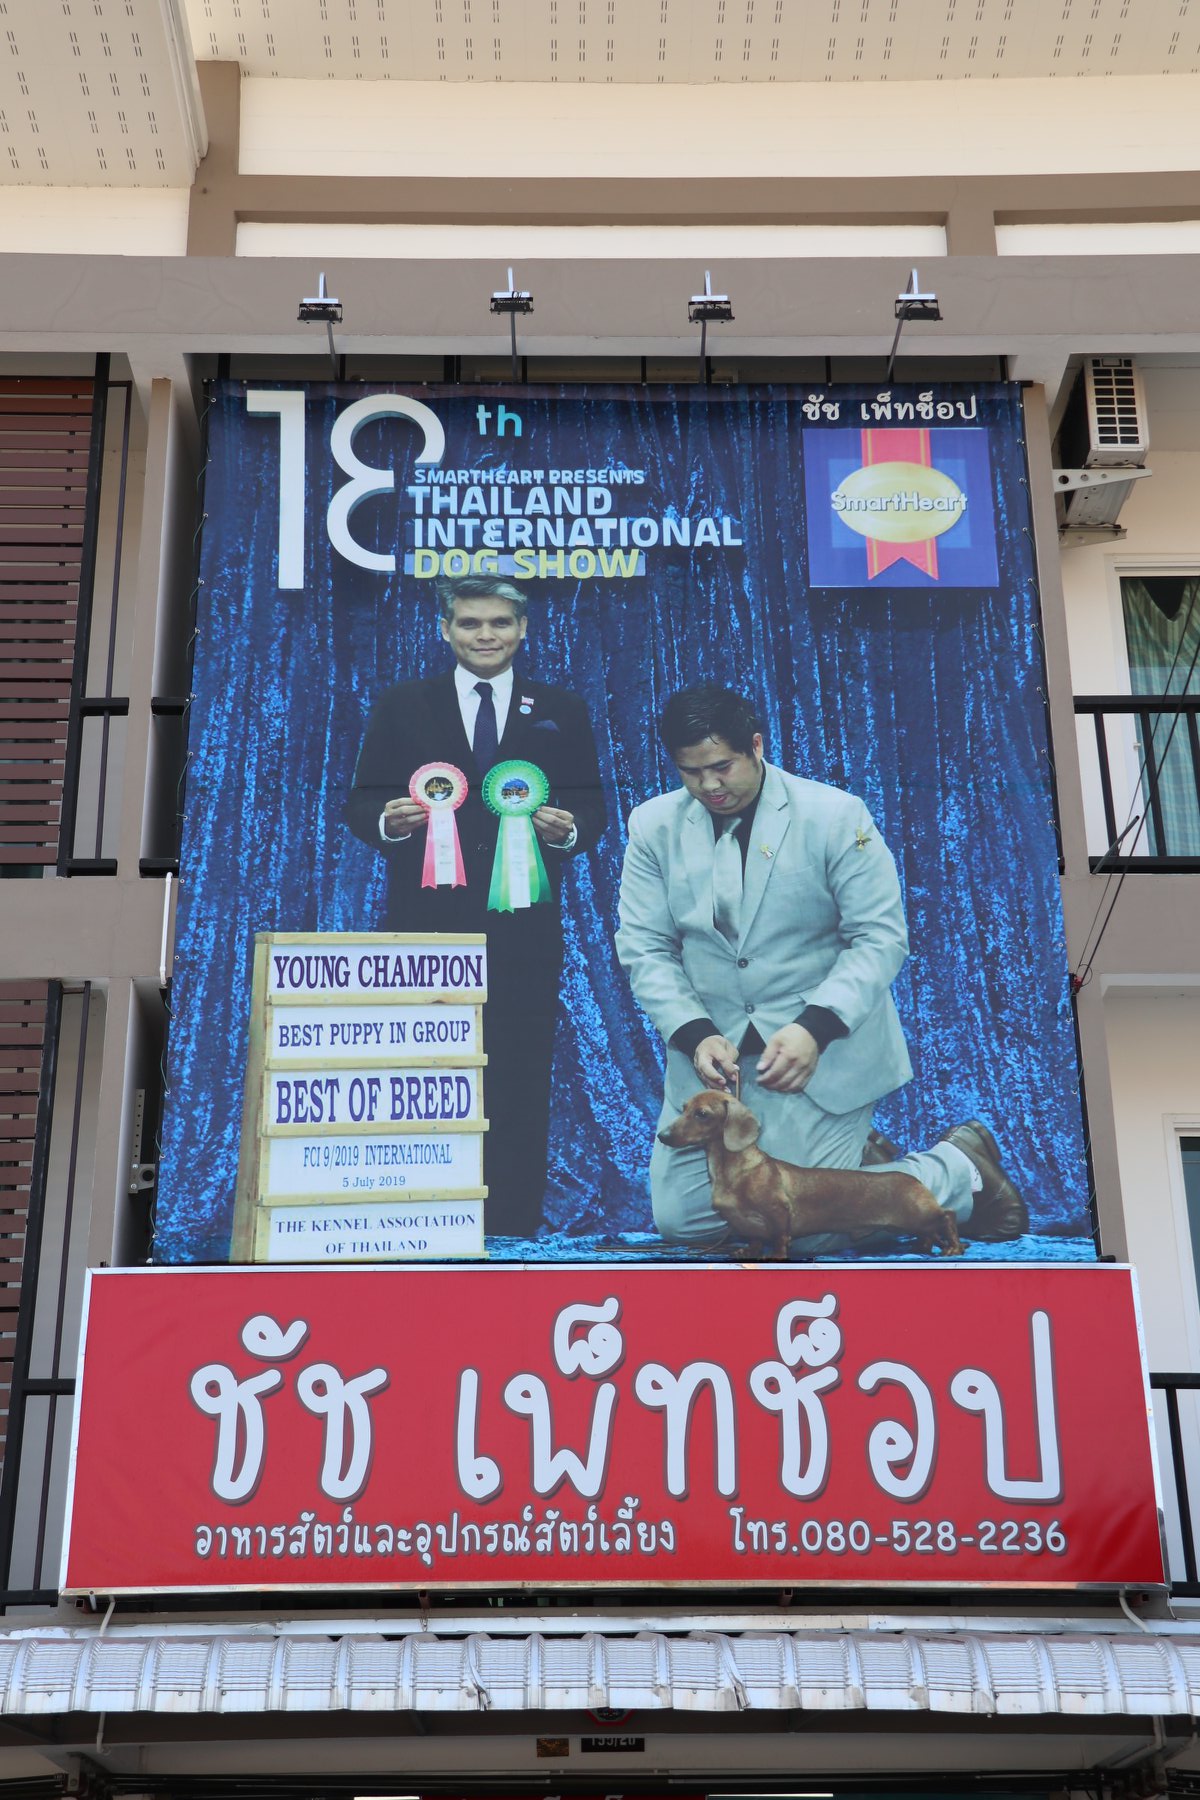 18th
SMARTHEART PRESENTS
THAILAND
INTERNATIONAL
DOG SHOW
ชัช เพ็ทช็อป
SmartHeart
YOUNG CHAMPION
BEST PUPPY IN GROUP
BEST OF BREED
FCI 9/2019 INTERNATIONAL
5 July 2019
THE KENNEL ASSOCIATION
OF THAILAND
ชัช เพ็ทช็อป
อาหารสัตว์และอุปกรณ์สัตว์เลี้ยง โทร.080-528-2236